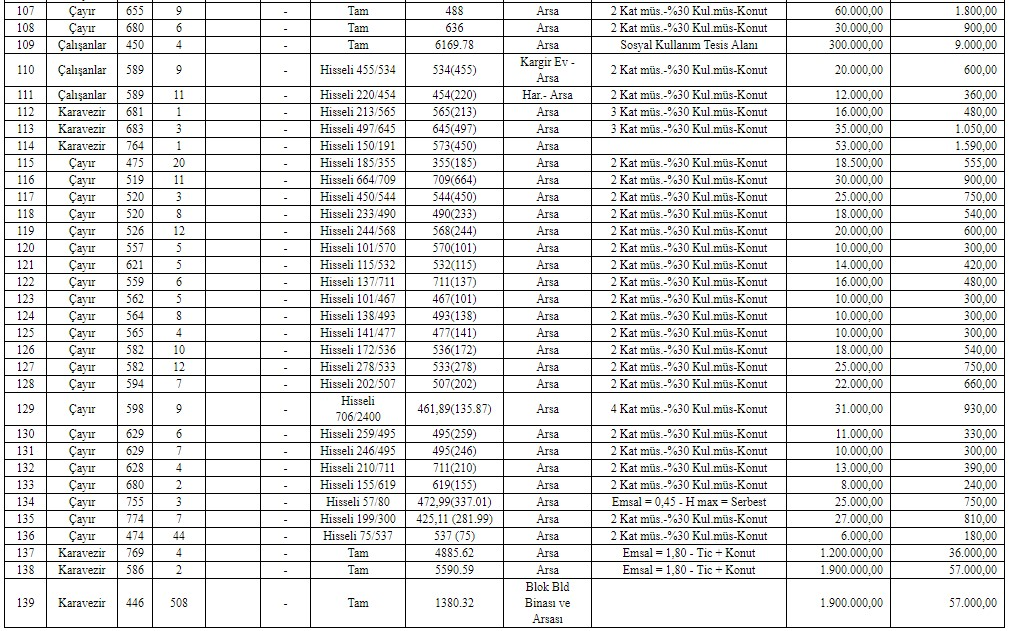 107 Çayır 655 9 - Tam 488 Arsa 2 Kat müs.-%30 Kul.müs-Konut 60.000,00 1.800,00
108 Çayır 680 6 - Tam 636 Arsa 2 Kat müs.-%30 Kul.müs-Konut 30.000,00 900,00
109 Çalışanlar 450 4 - Tam 6169.78 Arsa Sosyal Kullanım Tesis Alanı 300.000,00 9.000,00
110 Çalışanlar 589 9 - Hisseli 455/534 534(455) Kargir Ev - Arsa 2 Kat müs.-%30 Kul.müs-Konut 20.000,00 600,00
111 Çalışanlar 589 11 - Hisseli 220/454 454(220) Har.- Arsa 2 Kat müs.-%30 Kul.müs-Konut 12.000,00 360,00
112 Karavezir 681 1 - Hisseli 213/565 565(213) Arsa 3 Kat müs.-%30 Kul.müs-Konut 16.000,00 480,00
113 Karavezir 683 3 - Hisseli 497/645 645(497) Arsa 3 Kat müs.-%30 Kul.müs-Konut 35.000,00 1.050,00
114 Karavezir 764 1 - Hisseli 150/191 573(450) Arsa 53.000,00 1.590,00
115 Çayır 475 20 - Hisseli 185/355 355(185) Arsa 2 Kat müs.-%30 Kul.müs-Konut 18.500,00 555,00
116 Çayır 519 11 - Hisseli 664/709 709(664) Arsa 2 Kat müs.-%30 Kul.müs-Konut 30.000,00 900,00
117 Çayır 520 3 - Hisseli 450/544 544(450) Arsa 2 Kat müs.-%30 Kul.müs-Konut 25.000,00 750,00
118 Çayır 520 8 - Hisseli 233/490 490(233) Arsa 2 Kat müs.-%30 Kul.müs-Konut 18.000,00 540,00
119 Çayır 526 12 - Hisseli 244/568 568(244) Arsa 2 Kat müs.-%30 Kul.müs-Konut 20.000,00 600,00
120 Çayır 557 5 - Hisseli 101/570 570(101) Arsa 2 Kat müs.-%30 Kul.müs-Konut 10.000,00 300,00
121 Çayır 621 5 - Hisseli 115/532 532(115) Arsa 2 Kat müs.-%30 Kul.müs-Konut 14.000,00 420,00
122 Çayır 559 6 - Hisseli 137/711 711(137) Arsa 2 Kat müs.-%30 Kul.müs-Konut 16.000,00 480,00
123 Çayır 562 5 - Hisseli 101/467 467(101) Arsa 2 Kat müs.-%30 Kul.müs-Konut 10.000,00 300,00
124 Çayır 564 8 - Hisseli 138/493 493(138) Arsa 2 Kat müs.-%30 Kul.müs-Konut 10.000,00 300,00
125 Çayır 565 4 - Hisseli 141/477 477(141) Arsa 2 Kat müs.-%30 Kul.müs-Konut 10.000,00 300,00
126 Çayır 582 10 - Hisseli 172/536 536(172) Arsa 2 Kat müs.-%30 Kul.müs-Konut 18.000,00 540,00
127 Çayır 582 12 - Hisseli 278/533 533(278) Arsa 2 Kat müs.-%30 Kul.müs-Konut 25.000,00 750,00
128 Çayır 594 7 - Hisseli 202/507 507(202) Arsa 2 Kat müs.-%30 Kul.müs-Konut 22.000,00 660,00
129 Çayır 598 9 - Hisseli 706/2400 461,89(135.87) Arsa 4 Kat müs.-%30 Kul.müs-Konut 31.000,00 930,00
130 Çayır 629 6 - Hisseli 259/495 495(259) Arsa 2 Kat müs.-%30 Kul.müs-Konut 11.000,00 330,00
131 Çayır 629 7 - Hisseli 246/495 495(246) Arsa 2 Kat müs.-%30 Kul.müs-Konut 10.000,00 300,00
132 Çayır 628 4 - Hisseli 210/711 711(210) Arsa 2 Kat müs.-%30 Kul.müs-Konut 13.000,00 390,00
133 Çayır 680 2 - Hisseli 155/619 619(155) Arsa 2 Kat müs.-%30 Kul.müs-Konut 8.000,00 240,00
134 Çayır 755 3 - Hisseli 57/80 472,99(337.01) Arsa Emsal = 0,45 - H max = Serbest 25.000,00 750,00
135 Çayır 774 7 - Hisseli 199/300 425,11 (281.99) Arsa 2 Kat müs.-%30 Kul.müs-Konut 27.000,00 810,00
136 Çayır 474 44 - Hisseli 75/537 537 (75) Arsa 2 Kat müs.-%30 Kul.müs-Konut 6.000,00 180,00
137 Karavezir 769 4 - Tam 4885.62 Arsa Emsal = 1,80 - Tic + Konut 1.200.000,00 36.000,00
138 Karavezir 586 2 - Tam 5590.59 Arsa Emsal = 1,80 - Tic + Konut 1.900.000,00 57.000,00
139 Karavezir 446 508 - Tam 1380.32 Blok Bld Binası ve Arsası 1.900.000,00 57.000,00